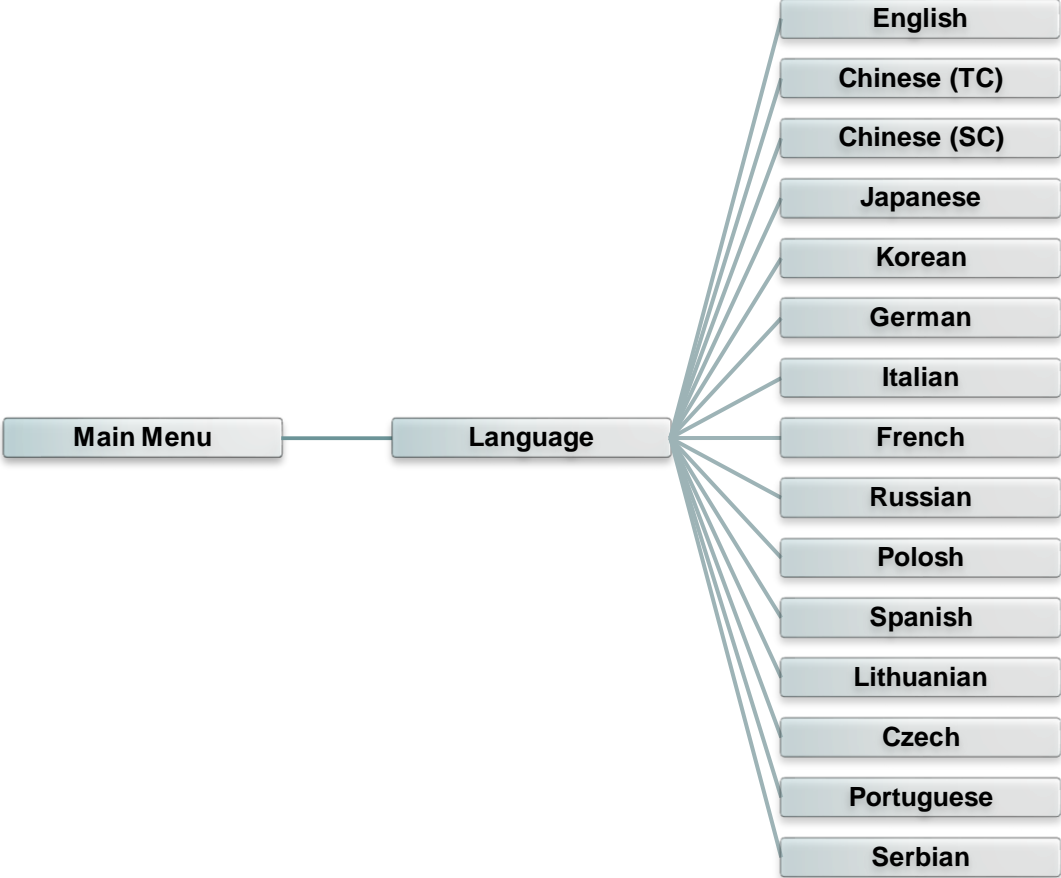 Main Menu
Language
English
Chinese (TC)
Chinese (SC)
Japanese
Korean
German
Italian
French
Russian
Polosh
Spanish
Lithuanian
Czech
Portuguese
Serbian